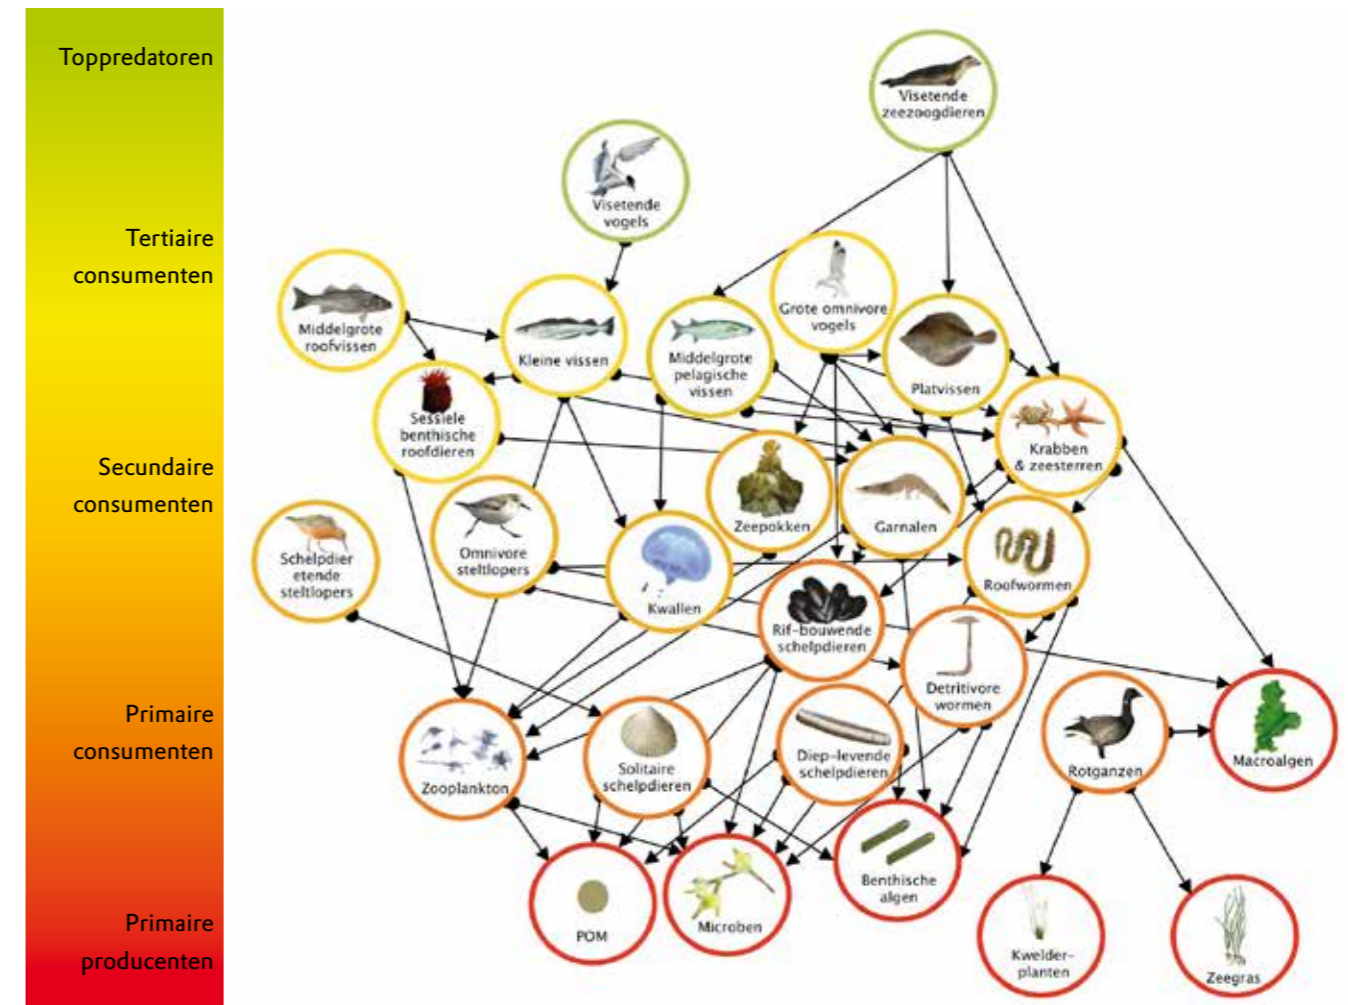 Toppredatoren
Tertiaire
consumenten
Secundaire
consumenten
Primaire
consumenten
Primaire
producenten
Visetende
zeezoogdieren
Visetende
vogels
Middelgrote
roofvissen
Kleine vissen
Middelgrote
pelagische
vissen
Grote omnivore
vogels
Platvissen
Sessiele
benthische
roofdieren
Krabben
& zeesterren
Zeepokken
Garnalen
Schelpdier
etende
steltlopers
Omnivore
steltlopers
Kwallen
Roofwormen
Rif-bouwende
schelpdieren
Detritivore
wormen
Zooplankton
Solitaire
schelpdieren
Diep-levende
schelpdieren
Rotganzen
Macroalgen
POM
Microben
Benthische
algen
Kwelder-
planten
Zeegras